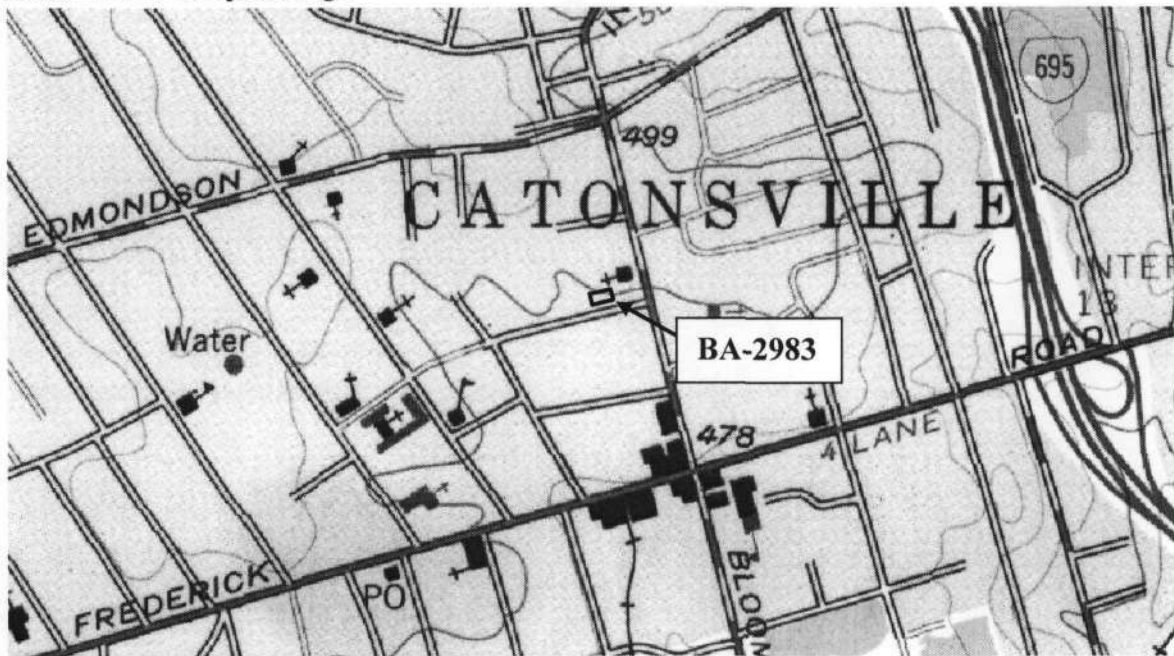 695
499
EDMONDSON
CATONSVILLE
INTER
13
Water
BA-2983
ROAD
478
4 LANE
FREDERICK
PO
BLOOM